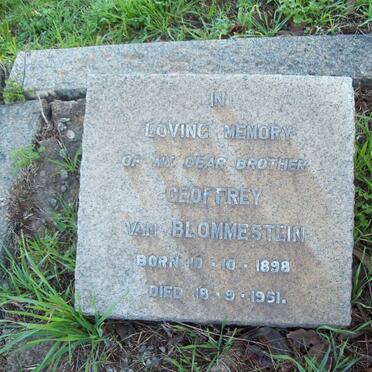 IN
LOVING MEMORY
OF MY DEAR BROTHER
GEOFFREY
VAN BLOMMESTEIN
BORN 10 · 10 · 1898
DIED 18 · 9 · 1951.